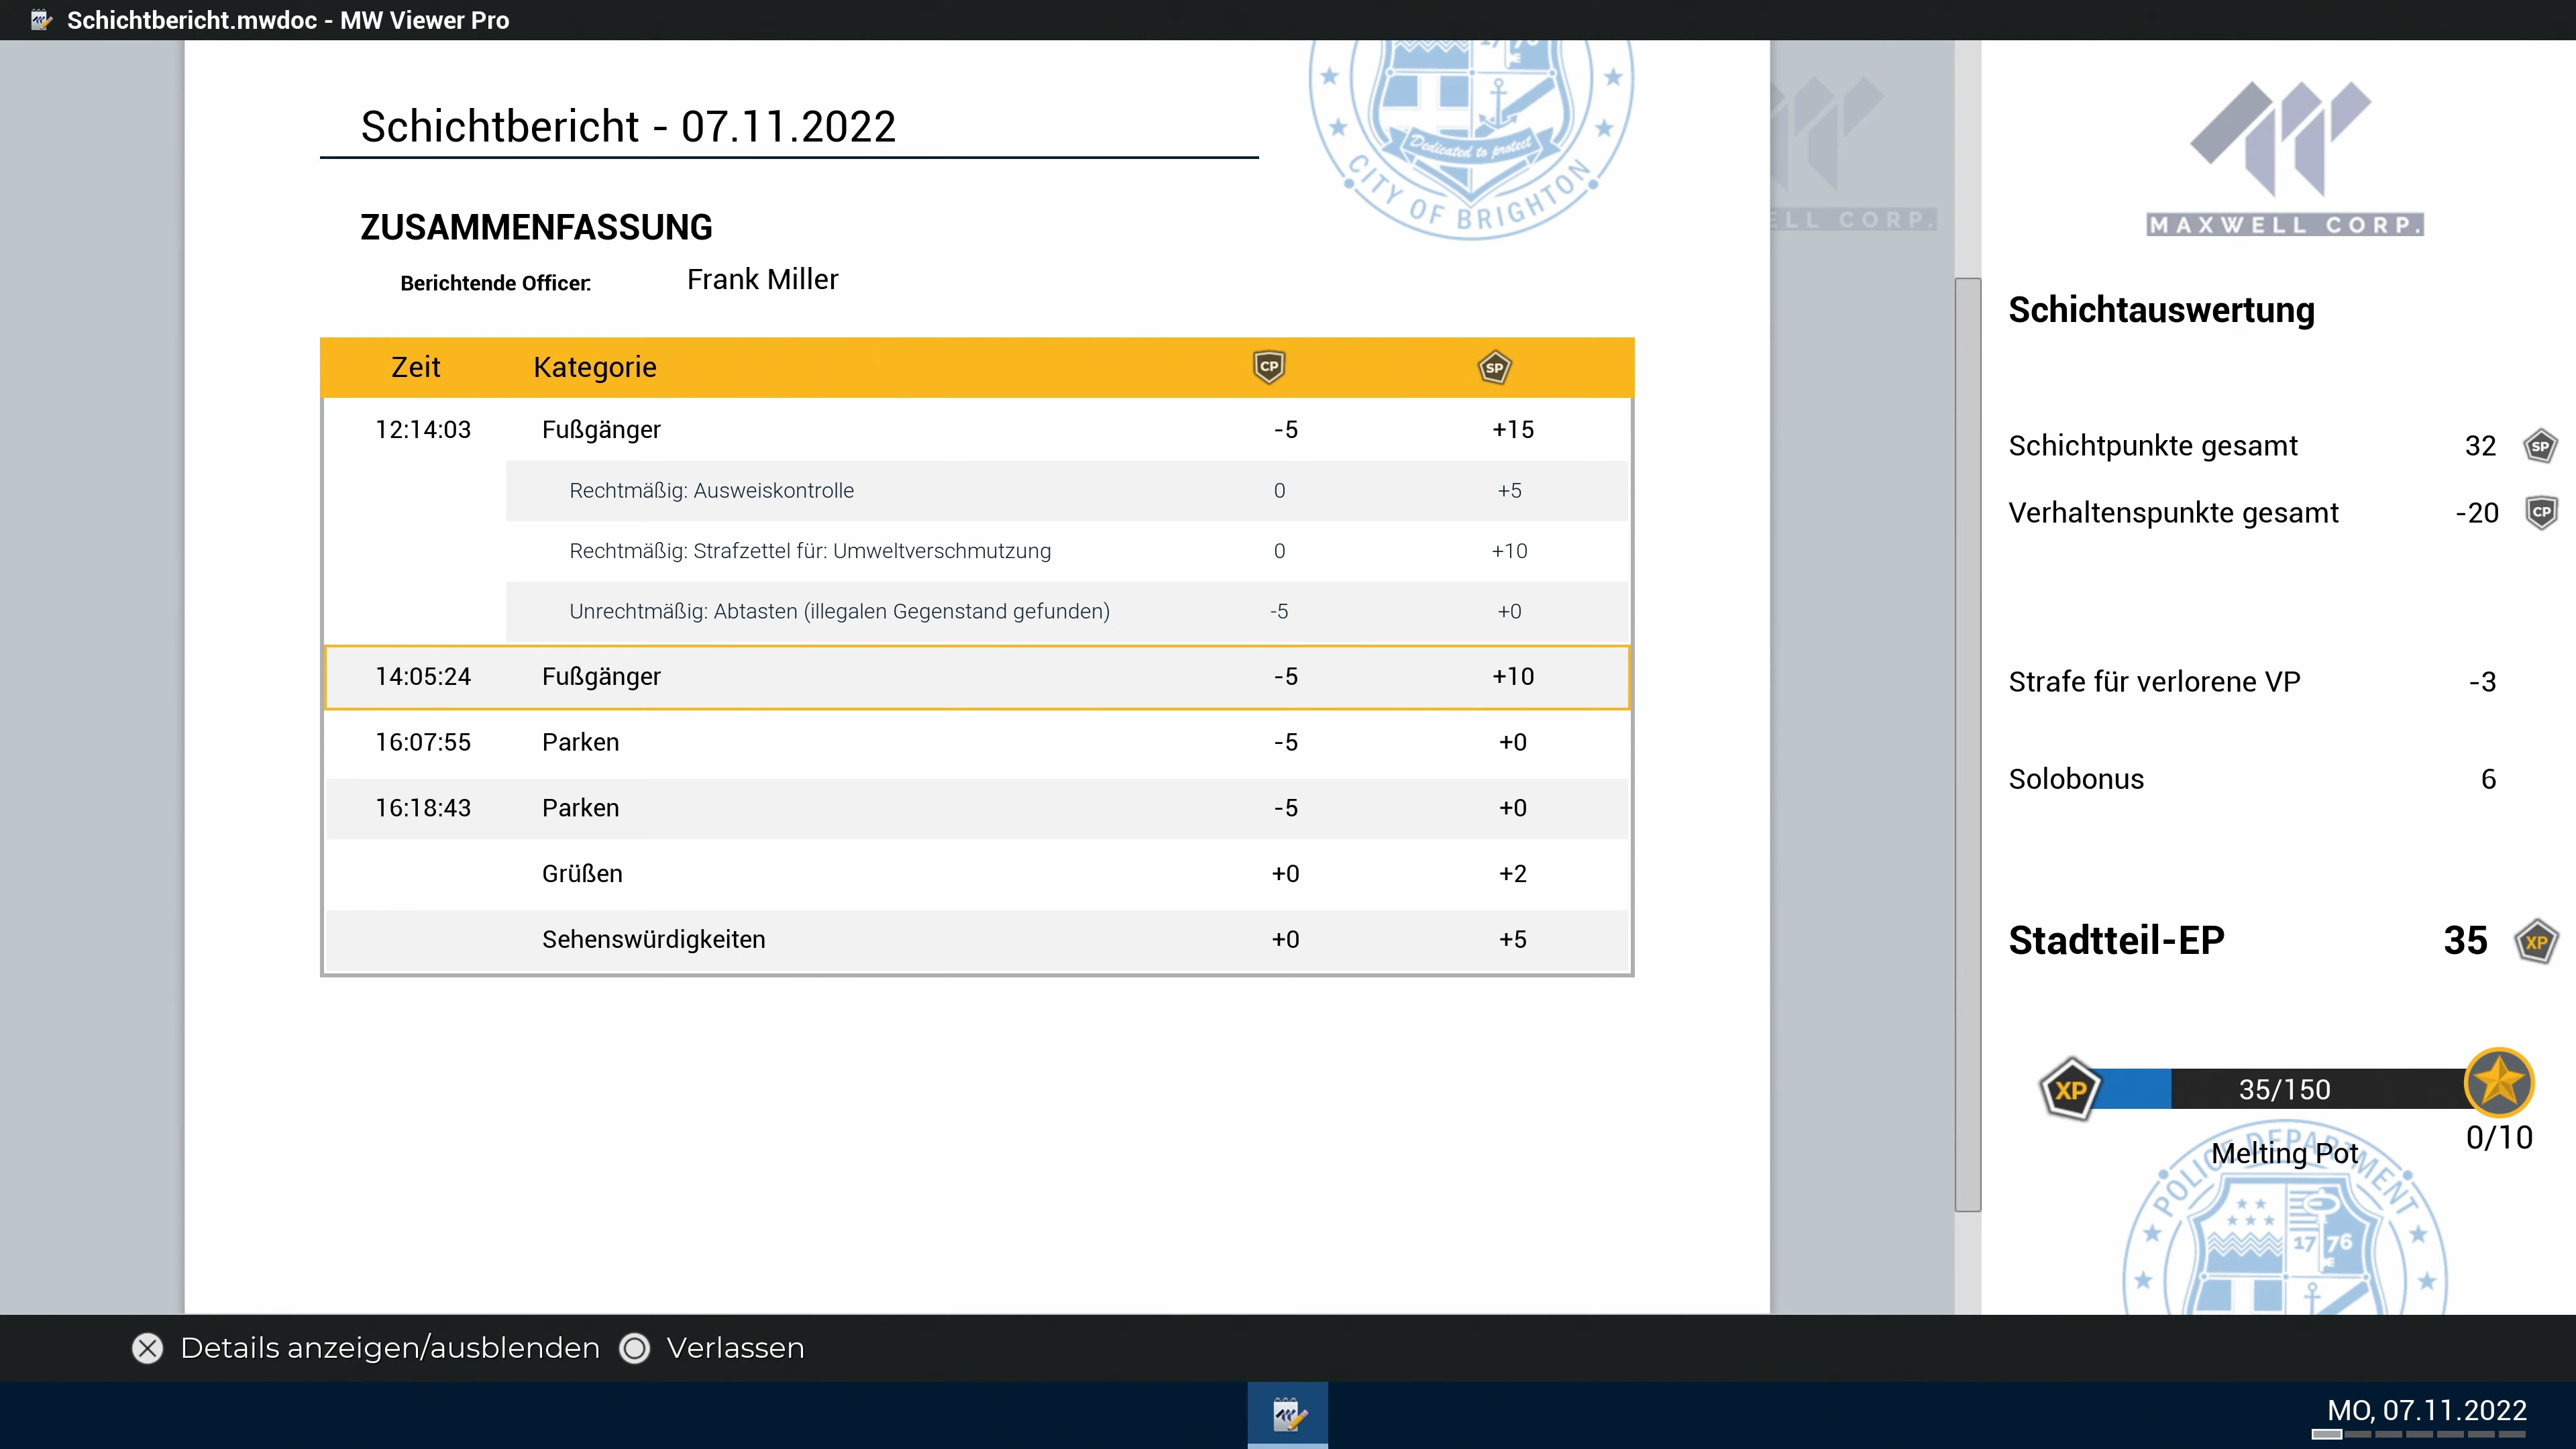 Schichtbericht.mwdoc - MW Viewer Pro
17 76
Dedicated to protect
CITY OF BRIGHTON
Schichtbericht - 07.11.2022
ZUSAMMENFASSUNG
Berichtende Officer: Frank Miller
Zeit Kategorie CP SP
12:14:03 Fußgänger -5 +15
Rechtmäßig: Ausweiskontrolle 0 +5
Rechtmäßig: Strafzettel für: Umweltverschmutzung 0 +10
Unrechtmäßig: Abtasten (illegalen Gegenstand gefunden) -5 +0
14:05:24 Fußgänger -5 +10
16:07:55 Parken -5 +0
16:18:43 Parken -5 +0
Grüßen +0 +2
Sehenswürdigkeiten +0 +5
ELL CORP.
MAXWELL CORP.
Schichtauswertung
Schichtpunkte gesamt 32 SP
Verhaltenspunkte gesamt -20 CP
Strafe für verlorene VP -3
Solobonus 6
Stadtteil-EP 35 XP
XP 35/150
0/10
Melting Pot
POLICE DEPARTMENT
17 76
Details anzeigen/ausblenden Verlassen
MO, 07.11.2022